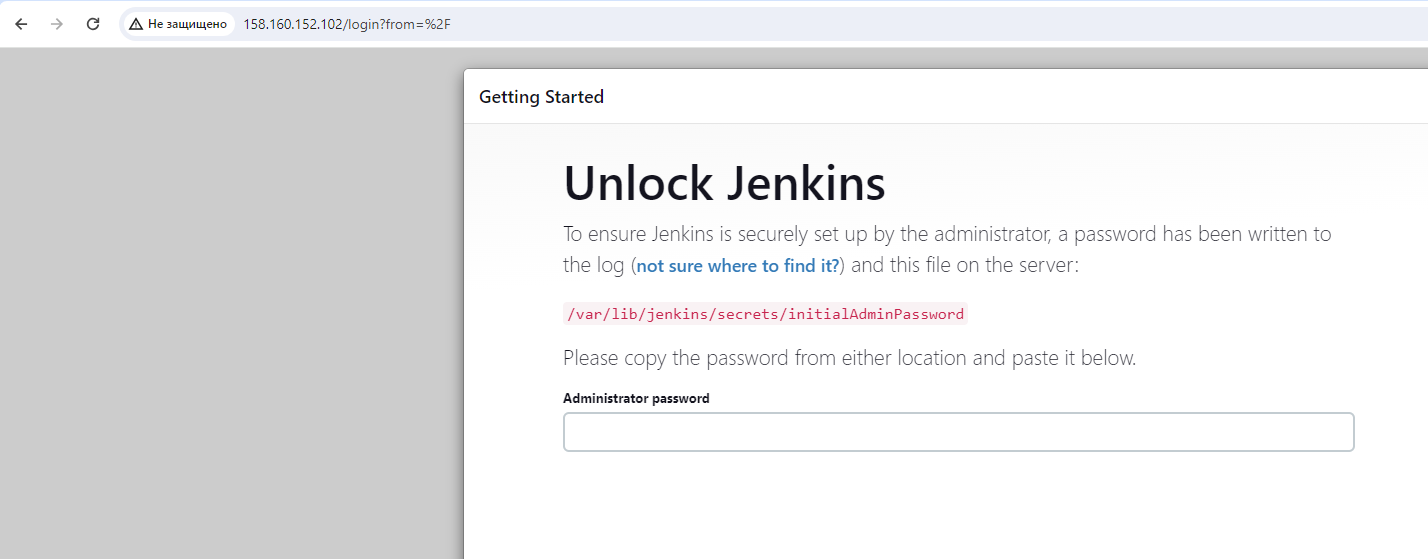 Не защищено 158.160.152.102/login?from=%2F
Getting Started
Unlock Jenkins
To ensure Jenkins is securely set up by the administrator, a password has been written to
the log (not sure where to find it?) and this file on the server:
/var/lib/jenkins/secrets/initialAdminPassword
Please copy the password from either location and paste it below.
Administrator password